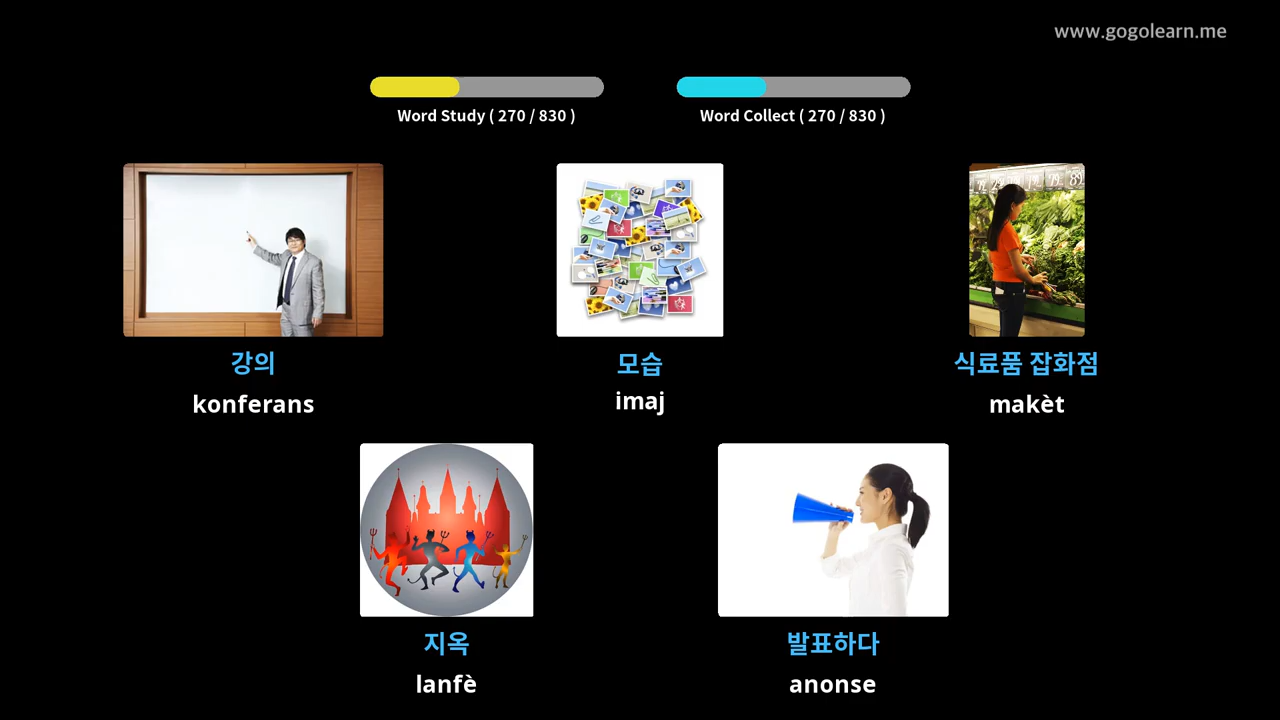 www.gogolearn.me
Word Study ( 270 / 830 )
Word Collect ( 270 / 830 )
강의
konferans
모습
imaj
식료품 잡화점
makèt
지옥
lanfè
발표하다
anonse